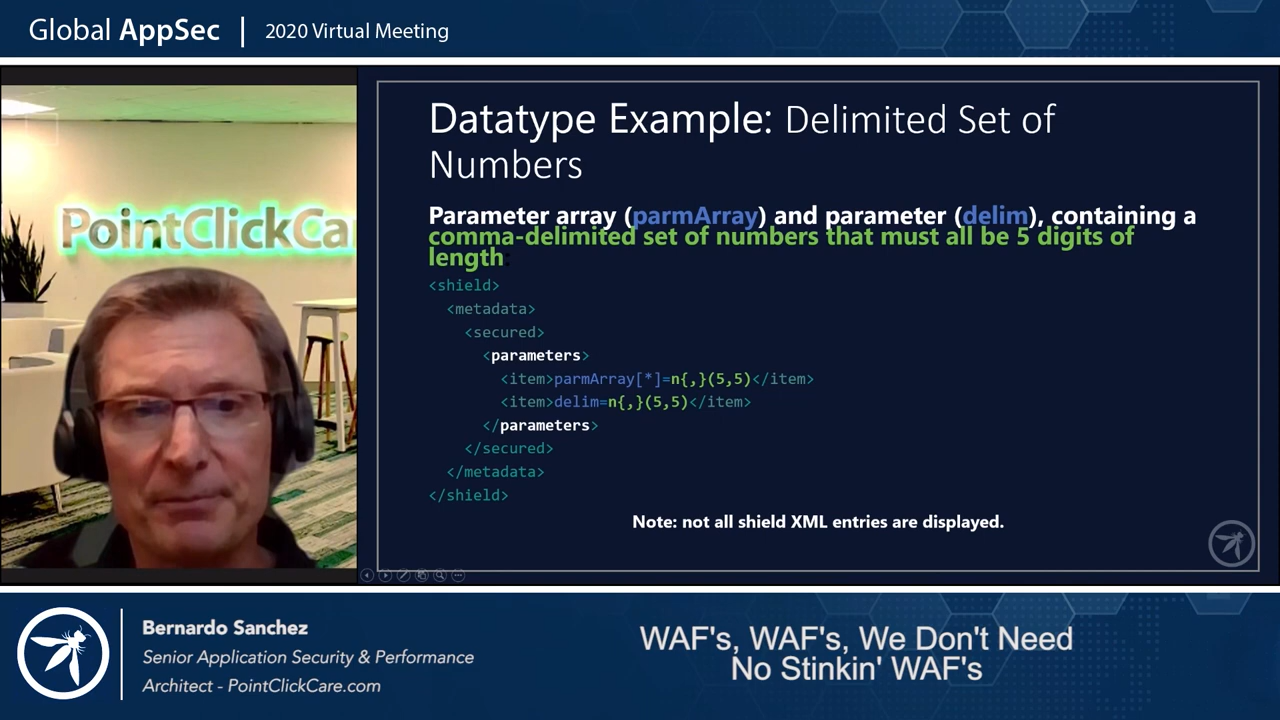 Global AppSec | 2020 Virtual Meeting
PointClickCa
Datatype Example: Delimited Set of
Numbers
Parameter array (parmArray) and parameter (delim), containing a
comma-delimited set of numbers that must all be 5 digits of
length:
<shield>
<metadata>
<secured>
<parameters>
<item>parmArray[*]=n{,}(5,5)</item>
<item>delim=n{,}(5,5)</item>
</parameters>
</secured>
</metadata>
</shield>
Note: not all shield XML entries are displayed.
Bernardo Sanchez
Senior Application Security & Performance
Architect - PointClickCare.com
WAF's, WAF's, We Don't Need
No Stinkin' WAF's